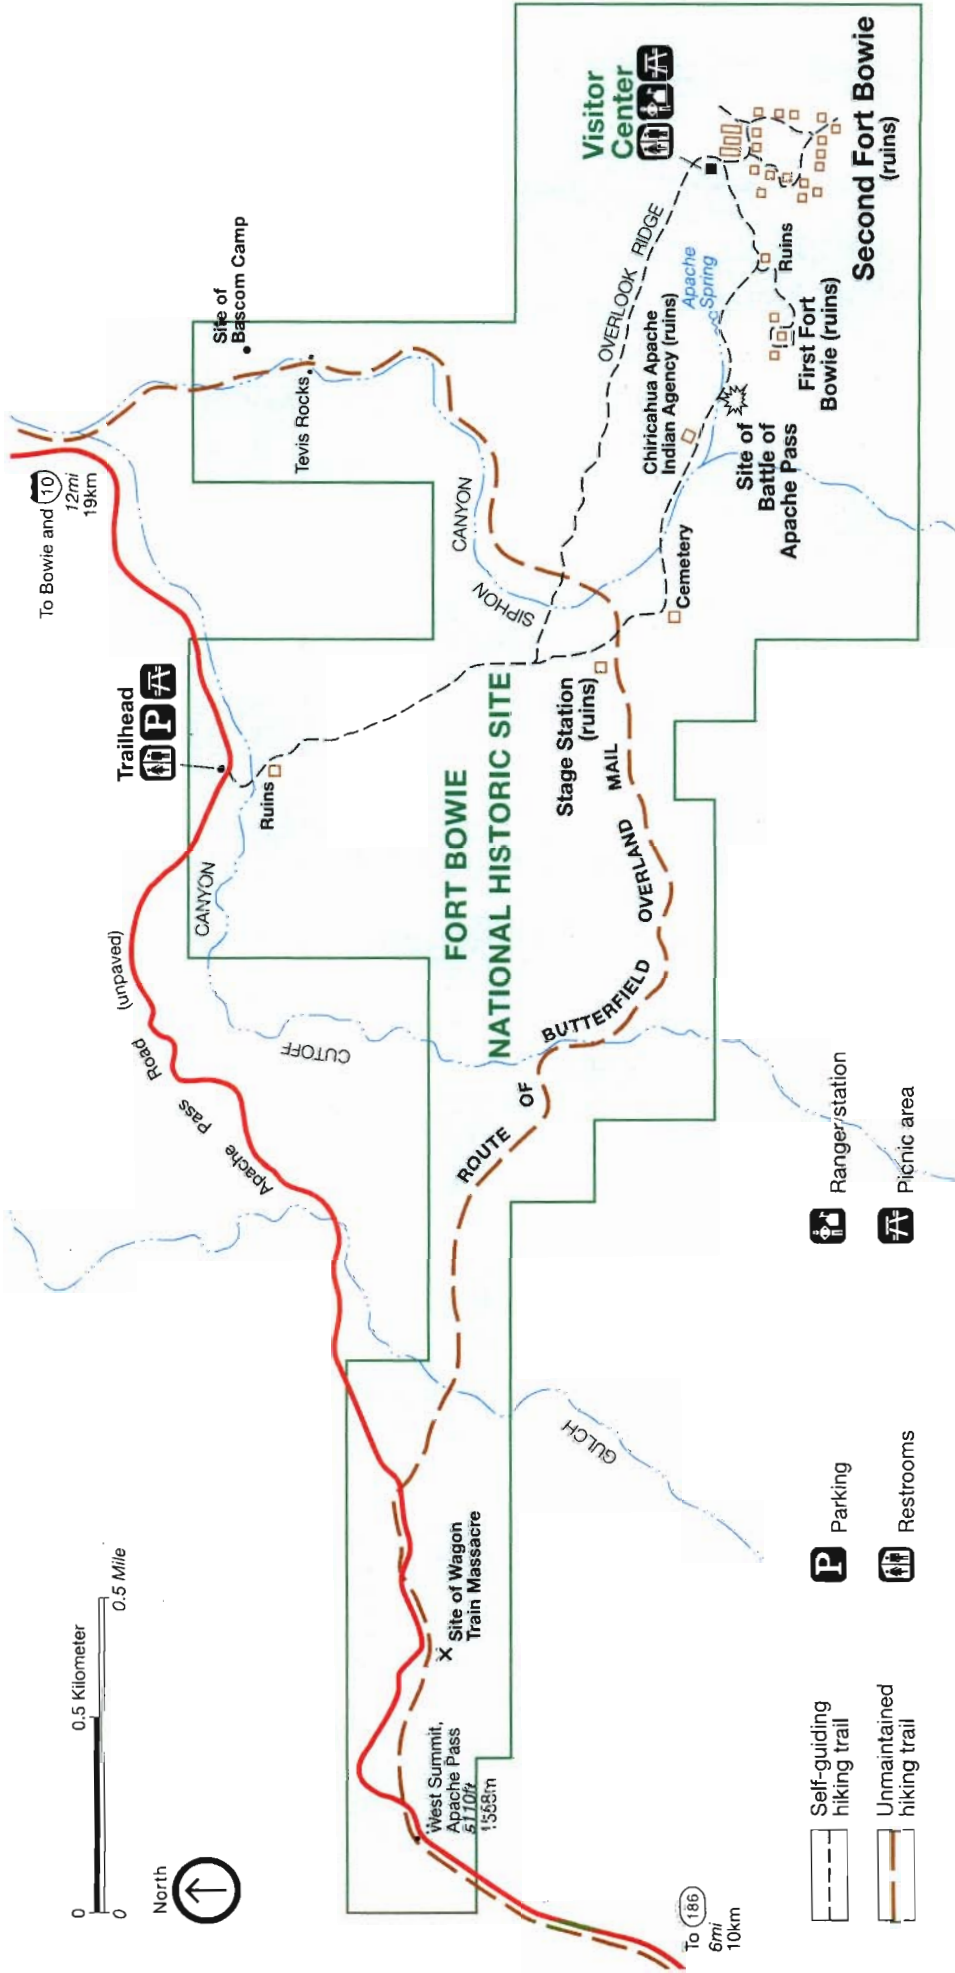 To Bowie and 10
12mi
19km
Site of
Bascom Camp
Tevis Rocks
Trailhead
P
Ruins
CANYON
(unpaved)
Apache Pass Road
CUTOFF
SIPHON CANYON
Visitor
Center
OVERLOOK RIDGE
Apache
Spring
Chiricahua Apache
Indian Agency (ruins)
Site of
Battle of
Apache Pass
Cemetery
Ruins
First Fort
Bowie (ruins)
Second Fort Bowie
(ruins)
FORT BOWIE
NATIONAL HISTORIC SITE
Stage Station
(ruins)
ROUTE OF BUTTERFIELD OVERLAND MAIL
GULCH
Site of Wagon
Train Massacre
West Summit,
Apache Pass
5110ft
1558m
To 186
6mi
10km
0 0.5 Kilometer
0 0.5 Mile
North
Self-guiding
hiking trail
Unmaintained
hiking trail
P Parking
Restrooms
Ranger station
Picnic area